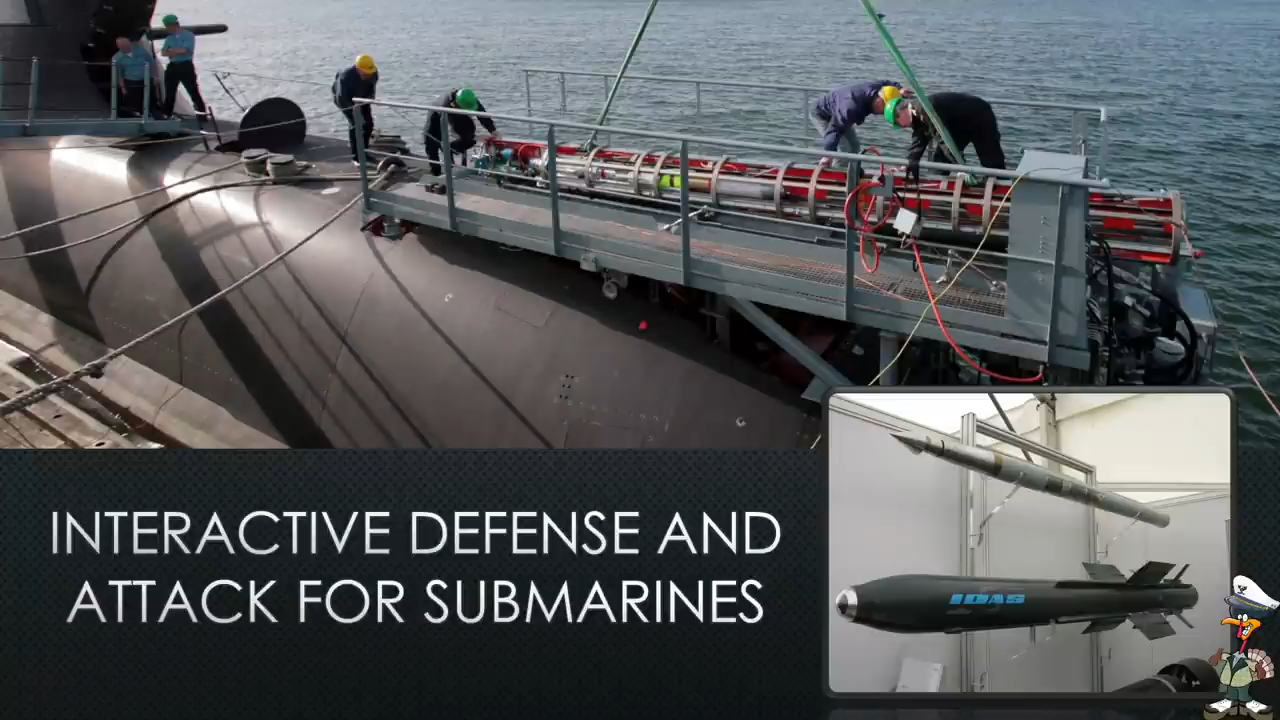 INTERACTIVE DEFENSE AND
ATTACK FOR SUBMARINES
IDAS